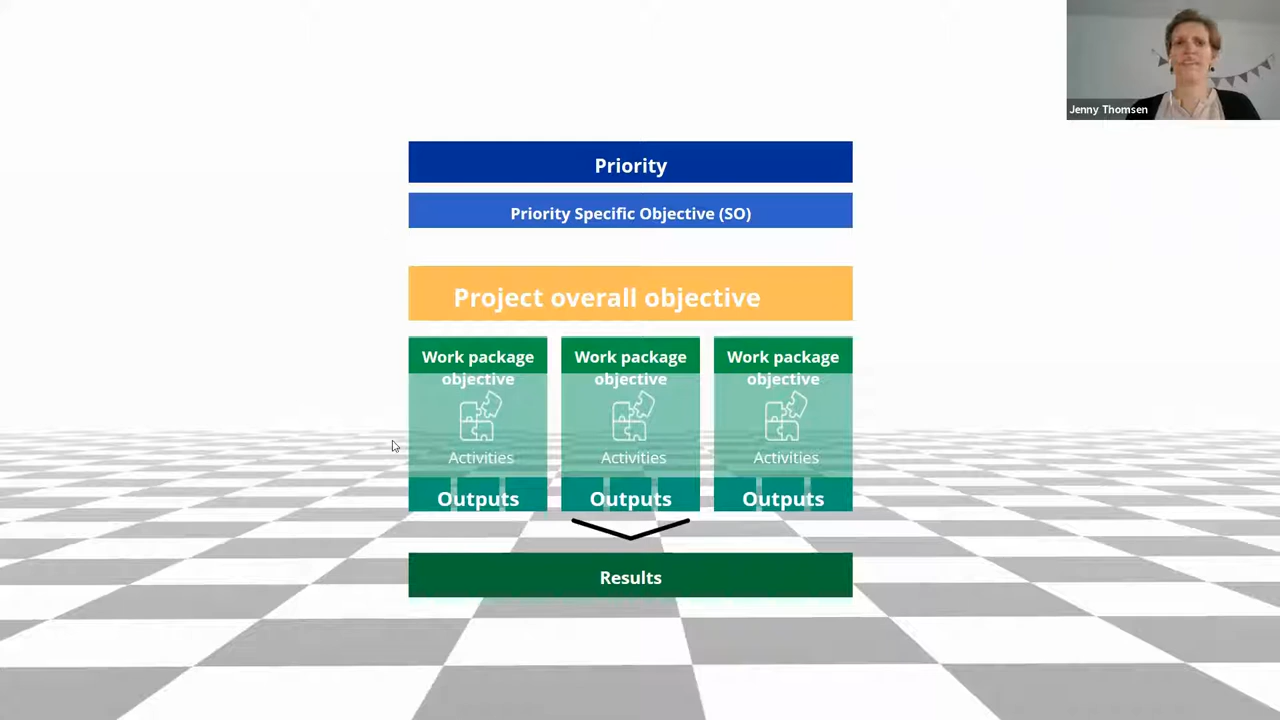 Jenny Thomsen
Priority
Priority Specific Objective (SO)
Project overall objective
Work package
objective
Activities
Outputs
Work package
objective
Activities
Outputs
Work package
objective
Activities
Outputs
Results